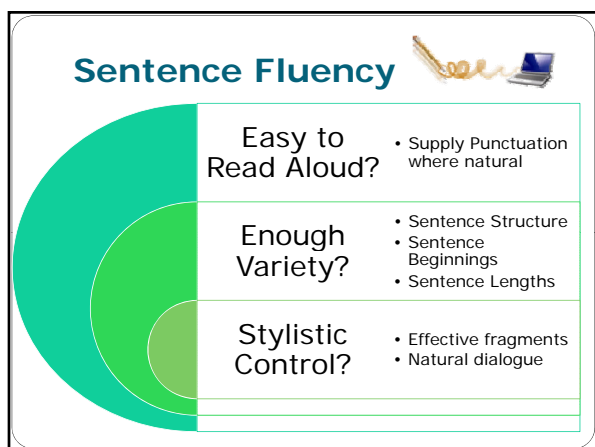 Sentence Fluency
Easy to
Read Aloud?
• Supply Punctuation
where natural
Enough
Variety?
• Sentence Structure
• Sentence
Beginnings
• Sentence Lengths
Stylistic
Control?
• Effective fragments
• Natural dialogue